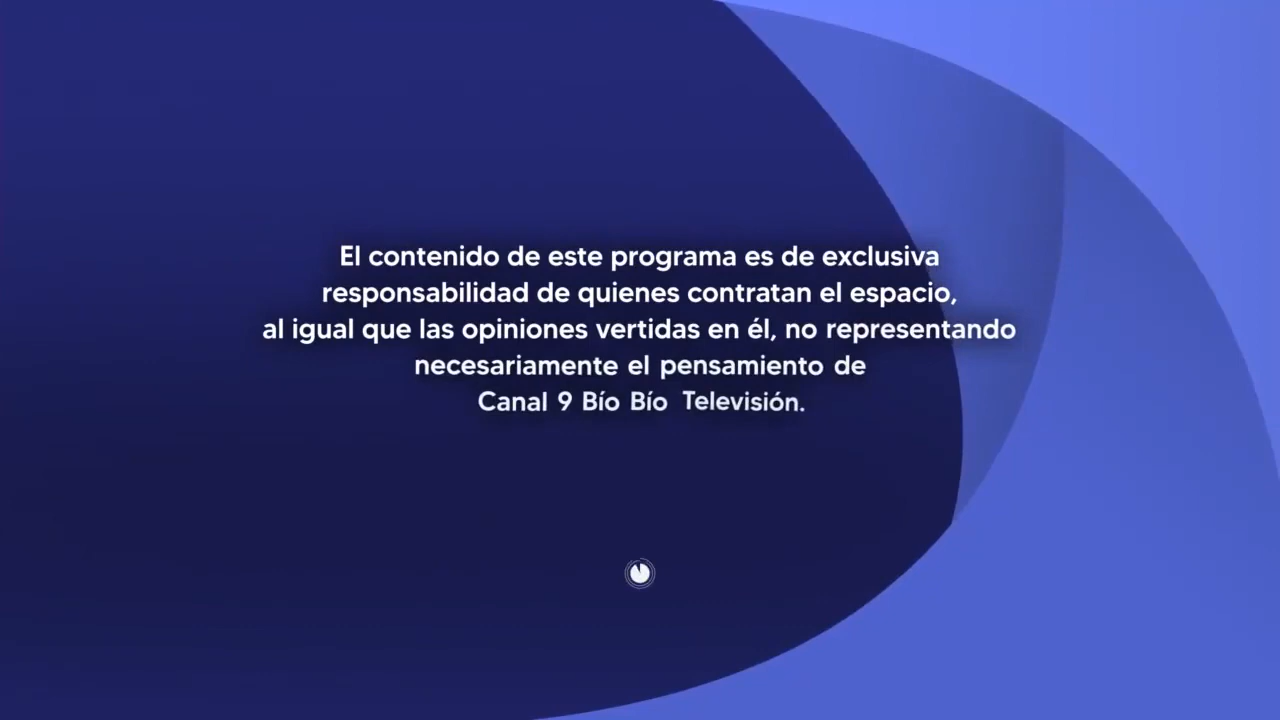 El contenido de este programa es de exclusiva
responsabilidad de quienes contratan el espacio,
al igual que las opiniones vertidas en él, no representando
necesariamente el pensamiento de
Canal 9 Bío Bío Televisión.